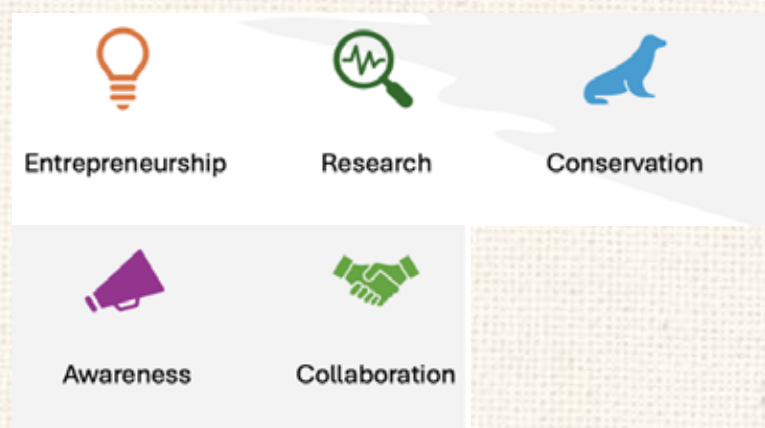 Entrepreneurship
Research
Conservation
Awareness
Collaboration